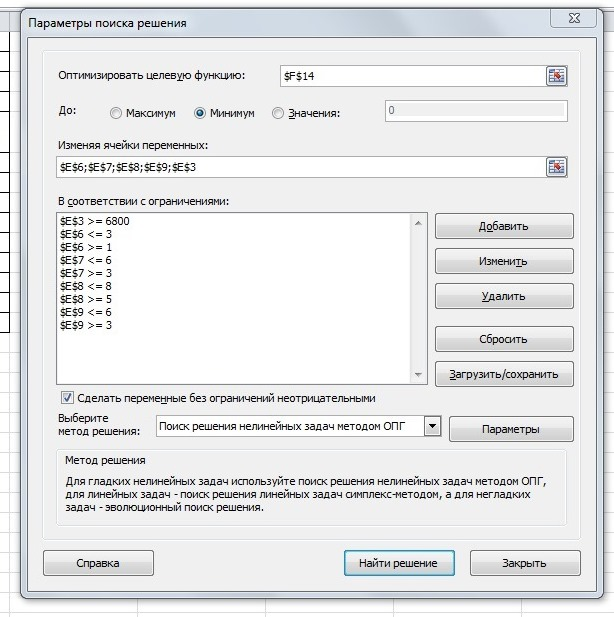 Параметры поиска решения
Оптимизировать целевую функцию: $F$14
До: Максимум Минимум Значения: 0
Изменяя ячейки переменных:
$E$6;$E$7;$E$8;$E$9;$E$3
В соответствии с ограничениями:
$E$3 >= 6800
$E$6 <= 3
$E$6 >= 1
$E$7 <= 6
$E$7 >= 3
$E$8 <= 8
$E$8 >= 5
$E$9 <= 6
$E$9 >= 3
Добавить
Изменить
Удалить
Сбросить
Загрузить/сохранить
Сделать переменные без ограничений неотрицательными
Выберите
метод решения:
Поиск решения нелинейных задач методом ОПГ
Параметры
Метод решения
Для гладких нелинейных задач используйте поиск решения нелинейных задач методом ОПГ,
для линейных задач - поиск решения линейных задач симплекс-методом, а для негладких
задач - эволюционный поиск решения.
Справка Найти решение Закрыть